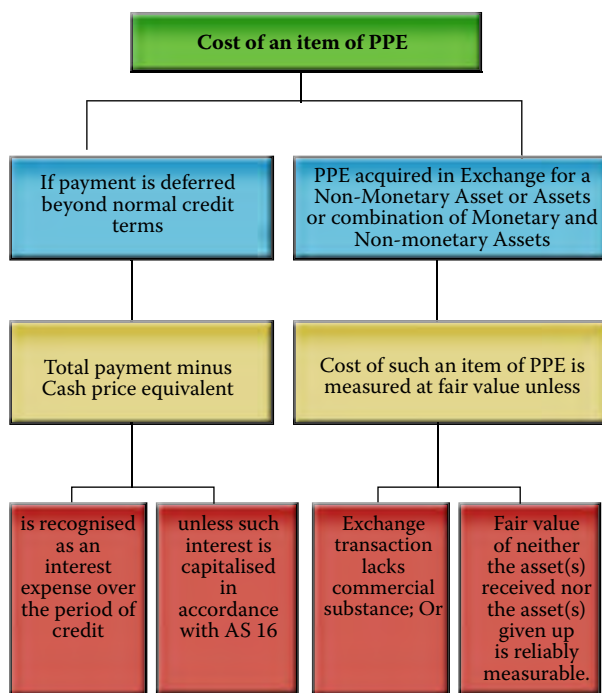 Cost of an item of PPE
If payment is deferred
beyond normal credit
terms
PPE acquired in Exchange for a
Non-Monetary Asset or Assets
or combination of Monetary and
Non-monetary Assets
Total payment minus
Cash price equivalent
Cost of such an item of PPE is
measured at fair value unless
is recognised
as an
interest
expense over
the period of
credit
unless such
interest is
capitalised
in
accordance
with AS 16
Exchange
transaction
lacks
commercial
substance; Or
Fair value
of neither
the asset(s)
received nor
the asset(s)
given up
is reliably
measurable.